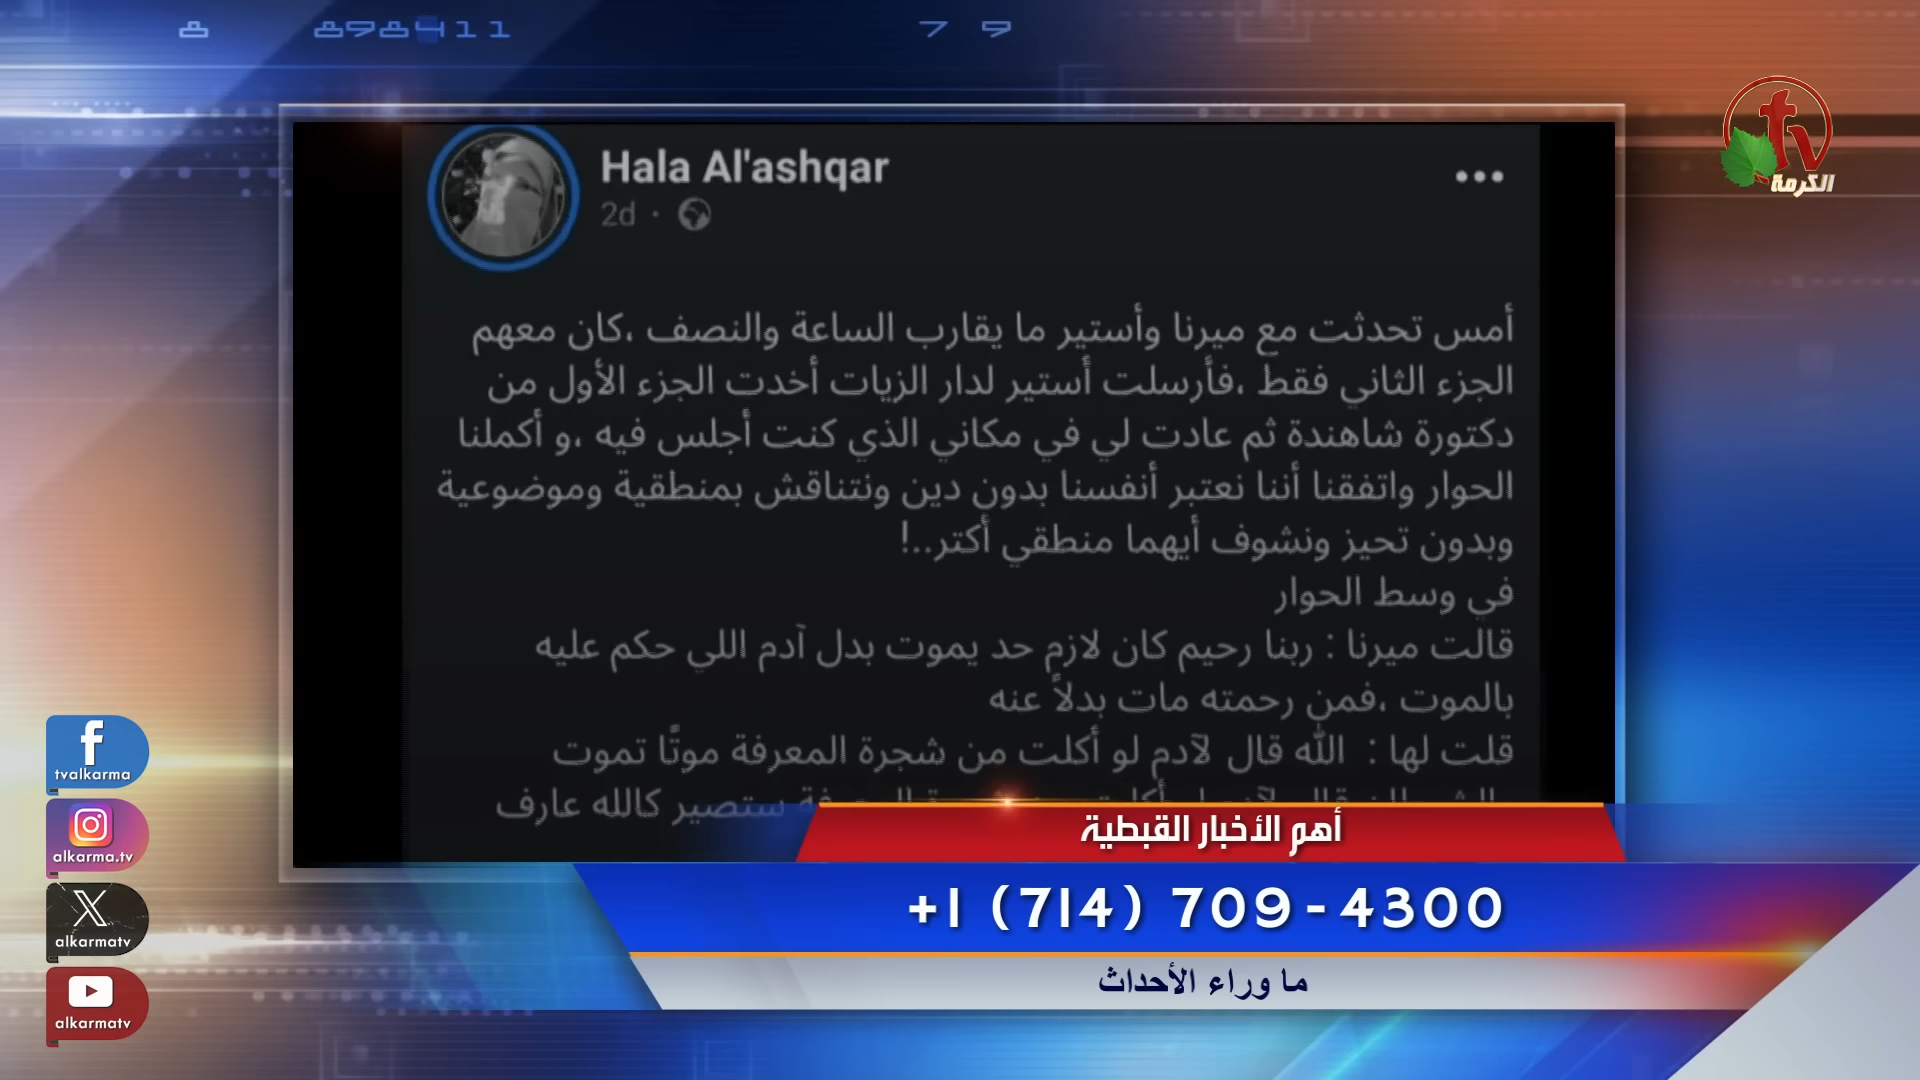 8 898411 7 9
tv
الكرمة
Hala Al'ashqar
2d ·
أمس تحدثت مع ميرنا وأستير ما يقارب الساعة والنصف ،كان معهم
الجزء الثاني فقط ،فأرسلت أستير لدار الزيات أخدت الجزء الأول من
دكتورة شاهندة ثم عادت لي في مكاني الذي كنت أجلس فيه ،و أكملنا
الحوار واتفقنا أننا نعتبر أنفسنا بدون دين ونتناقش بمنطقية وموضوعية
وبدون تحيز ونشوف أيهما منطقي أكتر..!
في وسط الحوار
قالت ميرنا : ربنا رحيم كان لازم حد يموت بدل آدم اللي حكم عليه
بالموت ،فمن رحمته مات بدلاً عنه
قلت لها : الله قال لآدم لو أكلت من شجرة المعرفة موتًا تموت
ستصير كالله عارف
أهم الأخبار القبطية
+1 (714) 709-4300
ما وراء الأحداث
tvalkarma
alkarma.tv
alkarmatv
alkarmatv